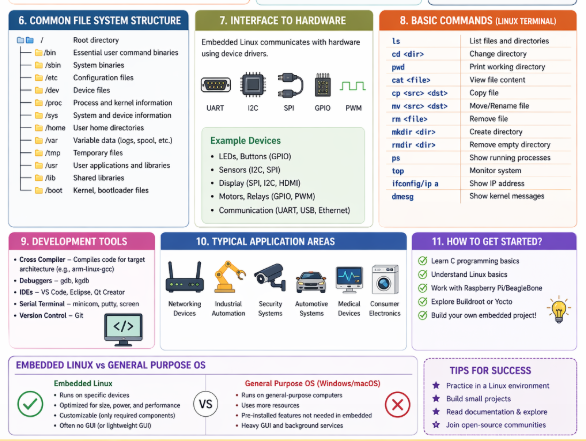 6. COMMON FILE SYSTEM STRUCTURE
/ Root directory
/bin Essential user command binaries
/sbin System binaries
/etc Configuration files
/dev Device files
/proc Process and kernel information
/sys System and device information
/home User home directories
/var Variable data (logs, spool, etc.)
/tmp Temporary files
/usr User applications and libraries
/lib Shared libraries
/boot Kernel, bootloader files
7. INTERFACE TO HARDWARE
Embedded Linux communicates with hardware
using device drivers.
UART I2C SPI GPIO PWM
Example Devices
• LEDs, Buttons (GPIO)
• Sensors (I2C, SPI)
• Display (SPI, I2C, HDMI)
• Motors, Relays (GPIO, PWM)
• Communication (UART, USB, Ethernet)
8. BASIC COMMANDS (LINUX TERMINAL)
ls List files and directories
cd <dir> Change directory
pwd Print working directory
cat <file> View file content
cp <src> <dst> Copy file
mv <src> <dst> Move/Rename file
rm <file> Remove file
mkdir <dir> Create directory
rmdir <dir> Remove empty directory
ps Show running processes
top Monitor system
ifconfig/ip a Show IP address
dmesg Show kernel messages
9. DEVELOPMENT TOOLS
• Cross Compiler – Compiles code for target
architecture (e.g., arm-linux-gcc)
• Debuggers – gdb, kgdb
• IDEs – VS Code, Eclipse, Qt Creator
• Serial Terminal – minicom, putty, screen
• Version Control – Git
</>
10. TYPICAL APPLICATION AREAS
Networking Devices
Industrial Automation
Security Systems
Automotive Systems
Medical Devices
Consumer Electronics
11. HOW TO GET STARTED?
Learn C programming basics
Understand Linux basics
Work with Raspberry Pi/BeagleBone
Explore Buildroot or Yocto
Build your own embedded project!
EMBEDDED LINUX vs GENERAL PURPOSE OS
Embedded Linux
• Runs on specific devices
• Optimized for size, power, and performance
• Customizable (only required components)
• Often no GUI (or lightweight GUI)
VS
General Purpose OS (Windows/macOS)
• Runs on general-purpose computers
• Uses more resources
• Pre-installed features not needed in embedded
• Heavy GUI and background services
TIPS FOR SUCCESS
Practice in a Linux environment
Build small projects
Read documentation & explore
Join open-source communities